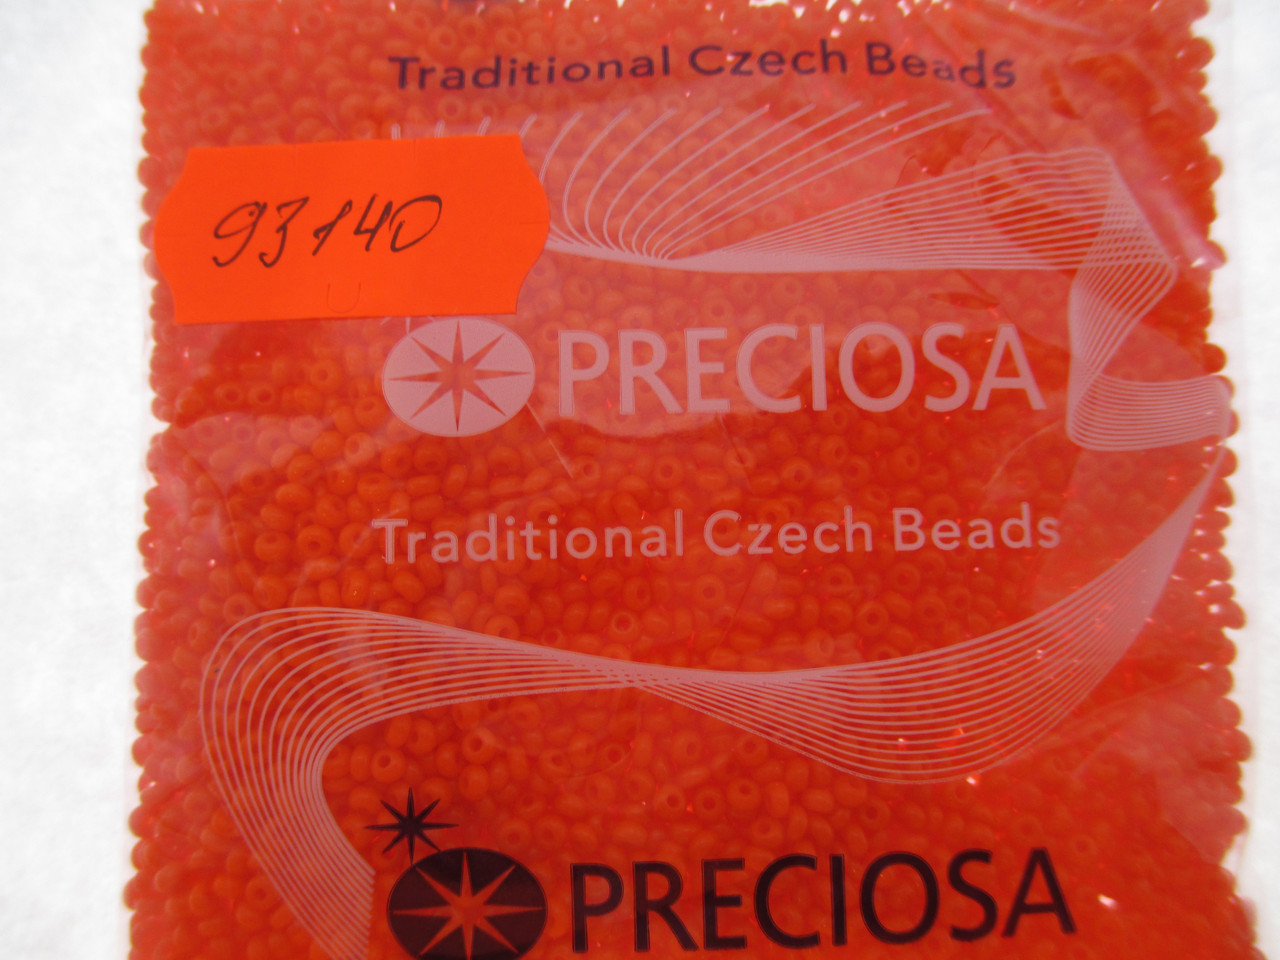 Traditional Czech Beads
93140
PRECIOSA
Traditional Czech Beads
PRECIOSA